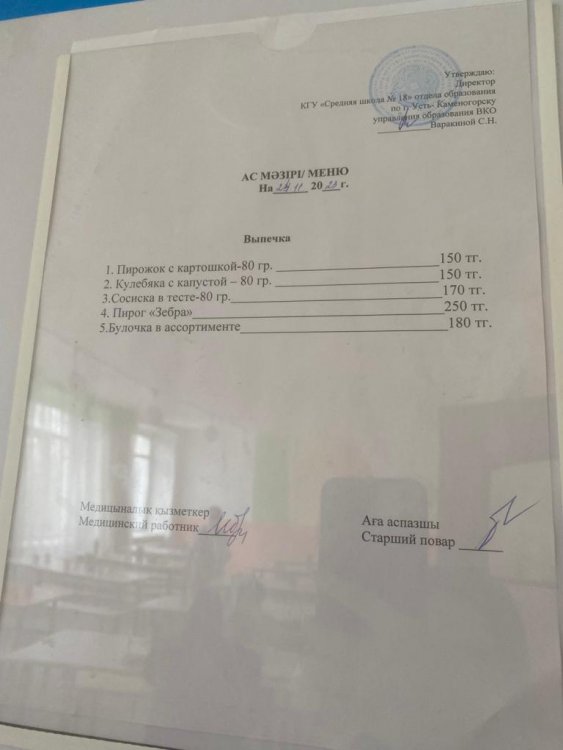 Утверждаю:
Директор
КГУ «Средняя школа № 18» отдела образования
по г. Усть- Каменогорску
управления образования ВКО
Варакиной С.Н.
АС МӘЗІРІ/ МЕНЮ
На 24 11 20 г.
Выпечка
1. Пирожок с картошкой-80 гр. 150 тг.
2. Кулебяка с капустой – 80 гр. 150 тг.
3.Сосиска в тесте-80 гр. 170 тг.
4. Пирог «Зебра» 250 тг.
5.Булочка в ассортименте 180 тг.
Медициналық қызметкер
Медицинский работник
Аға аспазшы
Старший повар